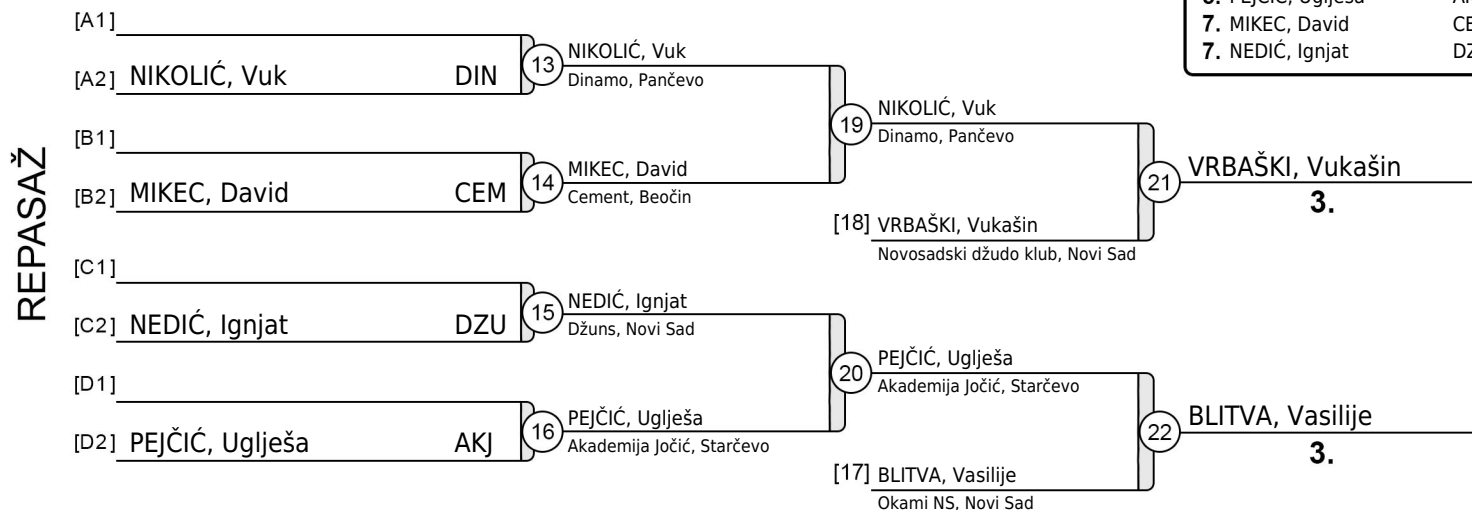 7. MIKEC, David
7. NEDIĆ, Ignjat
REPASAŽ
[A1]
[A2] NIKOLIĆ, Vuk DIN
13
NIKOLIĆ, Vuk
Dinamo, Pančevo
[B1]
[B2] MIKEC, David CEM
14
MIKEC, David
Cement, Beočin
19
NIKOLIĆ, Vuk
Dinamo, Pančevo
[18] VRBAŠKI, Vukašin
Novosadski džudo klub, Novi Sad
21
VRBAŠKI, Vukašin
3.
[C1]
[C2] NEDIĆ, Ignjat DZU
15
NEDIĆ, Ignjat
Džuns, Novi Sad
[D1]
[D2] PEJČIĆ, Uglješa AKJ
16
PEJČIĆ, Uglješa
Akademija Jočić, Starčevo
20
PEJČIĆ, Uglješa
Akademija Jočić, Starčevo
[17] BLITVA, Vasilije
Okami NS, Novi Sad
22
BLITVA, Vasilije
3.